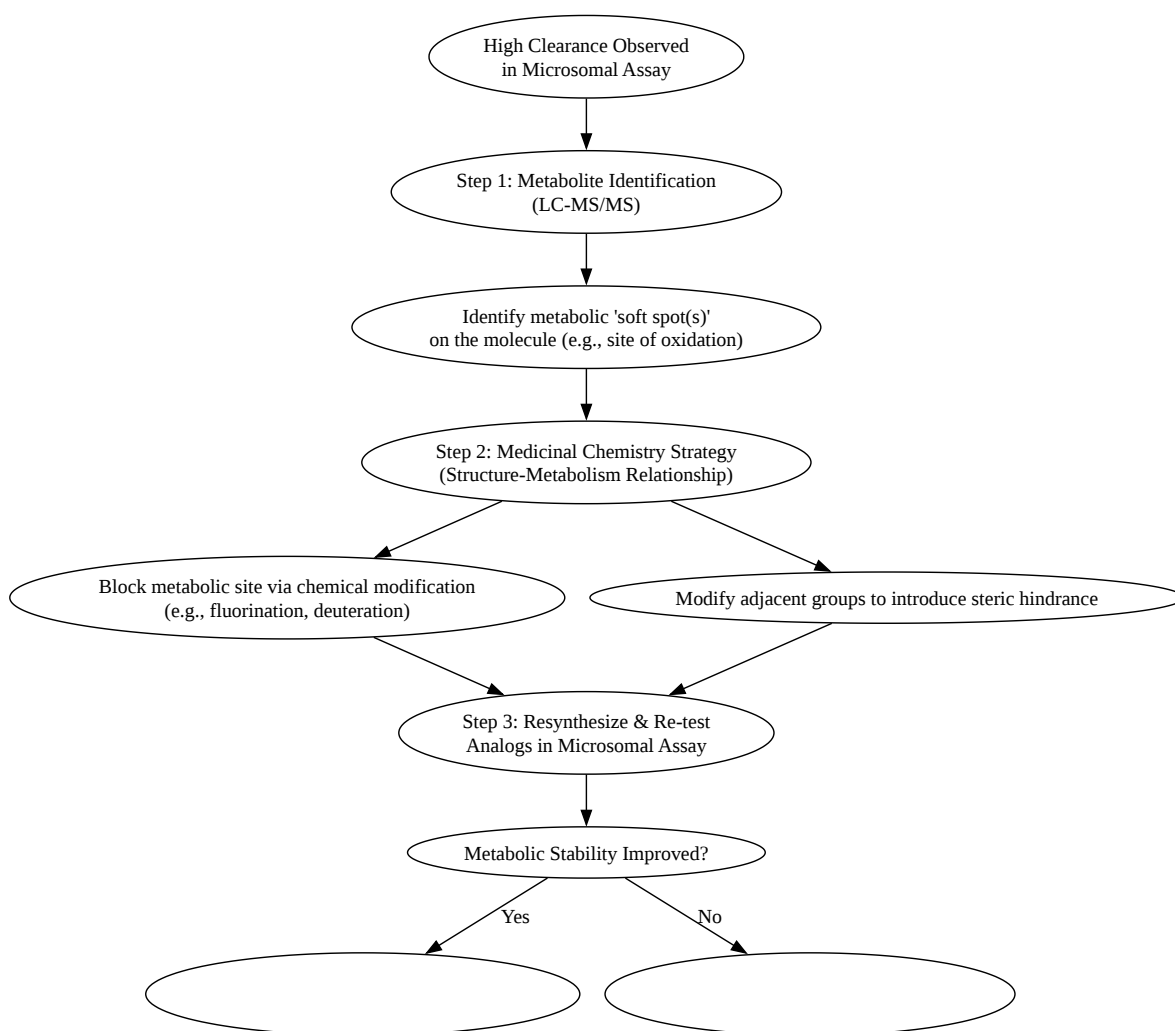 High Clearance Observed
in Microsomal Assay
Step 1: Metabolite Identification
(LC-MS/MS)
Identify metabolic 'soft spot(s)'
on the molecule (e.g., site of oxidation)
Step 2: Medicinal Chemistry Strategy
(Structure-Metabolism Relationship)
Block metabolic site via chemical modification
(e.g., fluorination, deuteration)
Modify adjacent groups to introduce steric hindrance
Step 3: Resynthesize & Re-test
Analogs in Microsomal Assay
Metabolic Stability Improved?
Yes
No